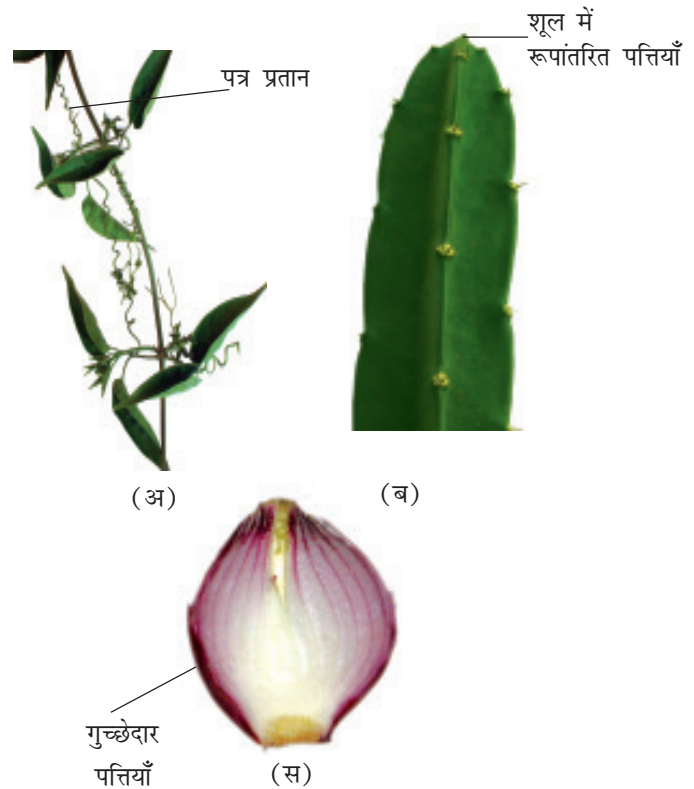 शूल में
रूपांतरित पत्तियाँ
पत्र प्रतान
(अ)
(ब)
गुच्छेदार
पत्तियाँ
(स)